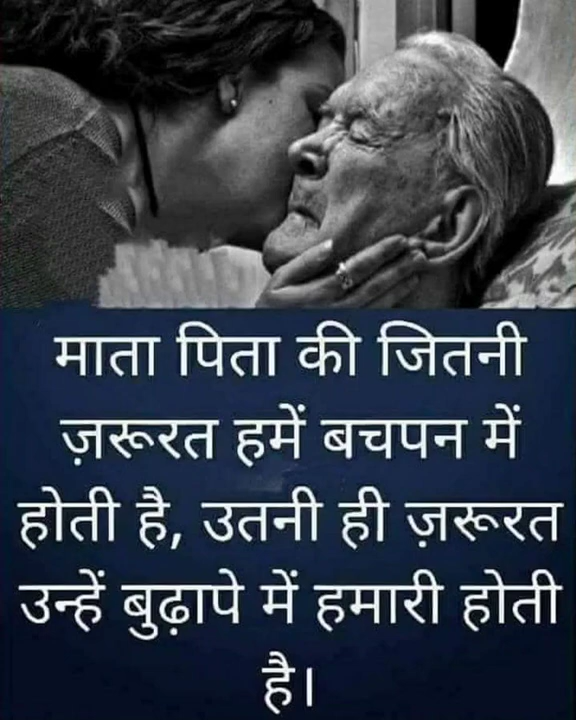 माता पिता की जितनी
ज़रूरत हमें बचपन में
होती है, उतनी ही ज़रूरत
उन्हें बुढ़ापे में हमारी होती
है।